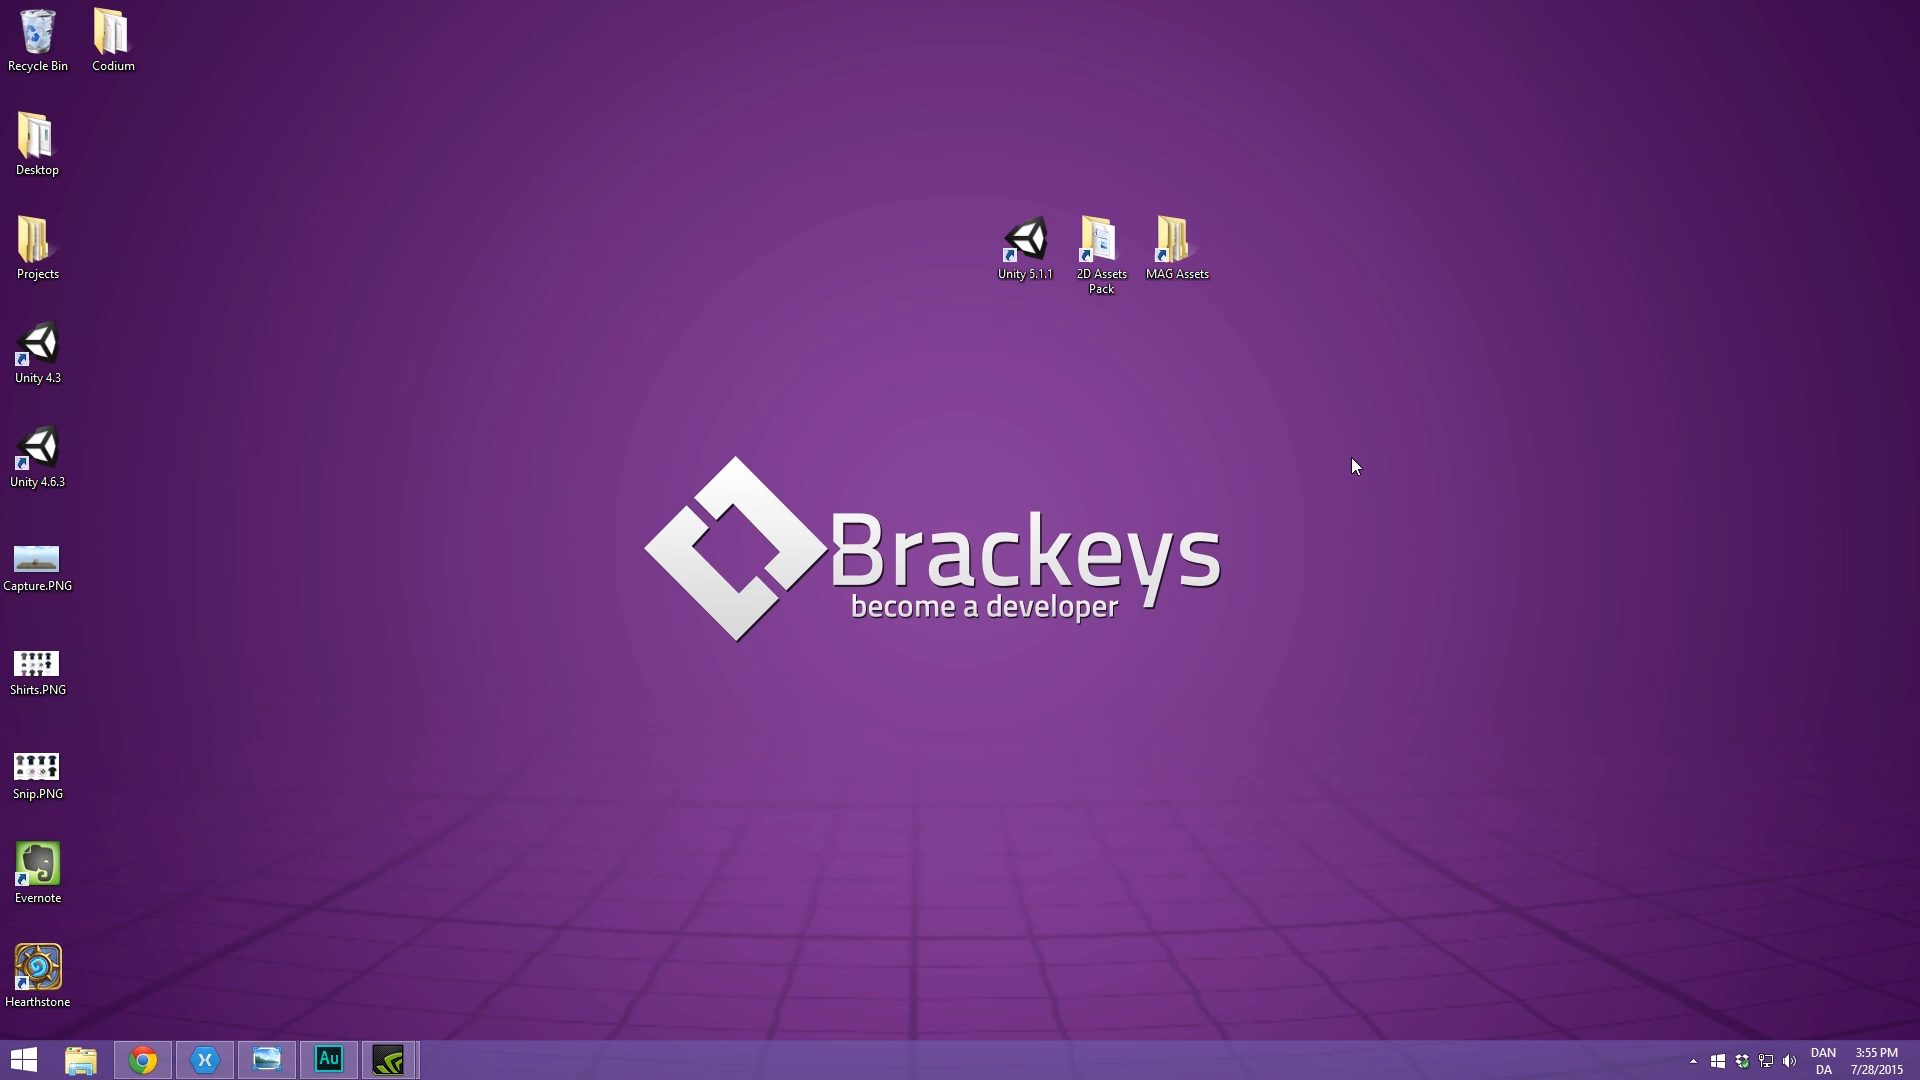 Recycle Bin
Codium
Desktop
Projects
Unity 4.3
Unity 4.6.3
Capture.PNG
Shirts.PNG
Snip.PNG
Evernote
Hearthstone
Unity 5.1.1
2D Assets
Pack
MAG Assets
Brackeys
become a developer
Au
DAN
DA
3:55 PM
7/28/2015